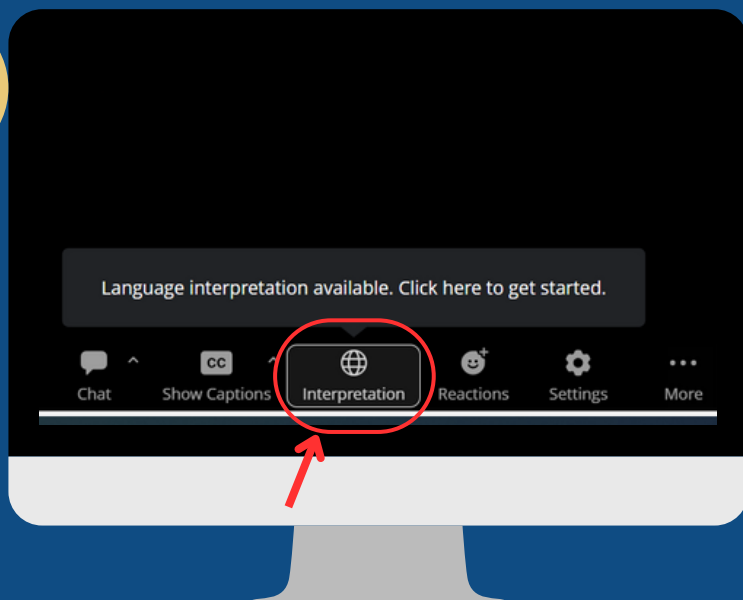 Language interpretation available. Click here to get started.
CC
Chat Show Captions Interpretation Reactions Settings More